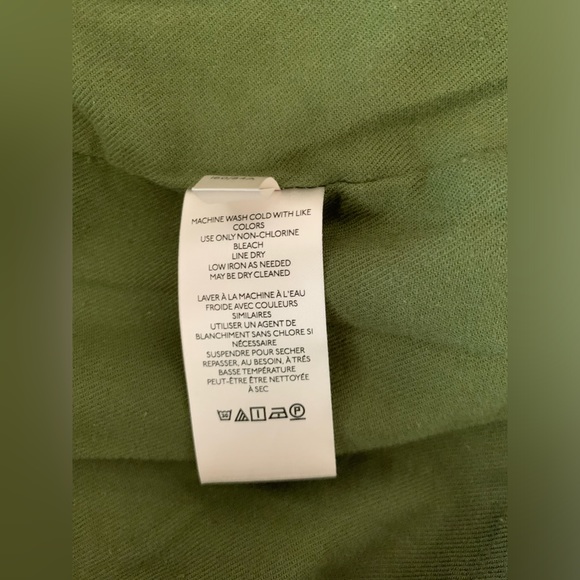 MACHINE WASH COLD WITH LIKE
COLORS
USE ONLY NON-CHLORINE
BLEACH
LINE DRY
LOW IRON AS NEEDED
MAY BE DRY CLEANED
LAVER À LA MACHINE À L'EAU
FROIDE AVEC COULEURS
SIMILAIRES
UTILISER UN AGENT DE
BLANCHIMENT SANS CHLORE SI
NÉCESSAIRE
SUSPENDRE POUR SECHER
REPASSER, AU BESOIN, À TRÉS
BASSE TEMPÉRATURE
PEUT-ÊTRE ÊTRE NETTOYÉE
À SEC